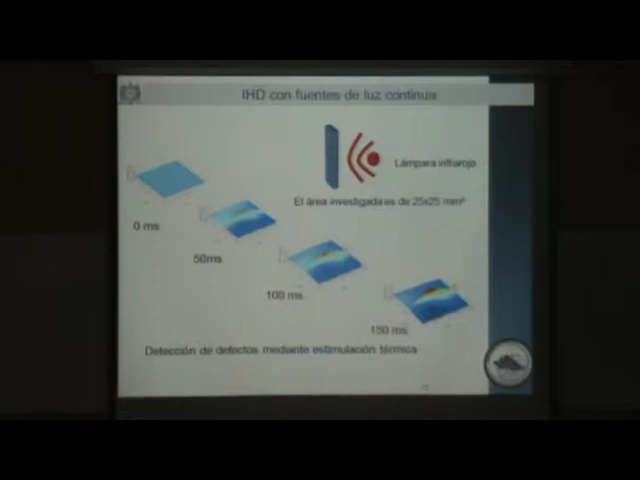 IHD con fuentes de luz continua
Lámpara infrarojo
El área investigada es de 25x25 mm²
0 ms
50ms
100 ms
150 ms
Detección de defectos mediante estimulación térmica